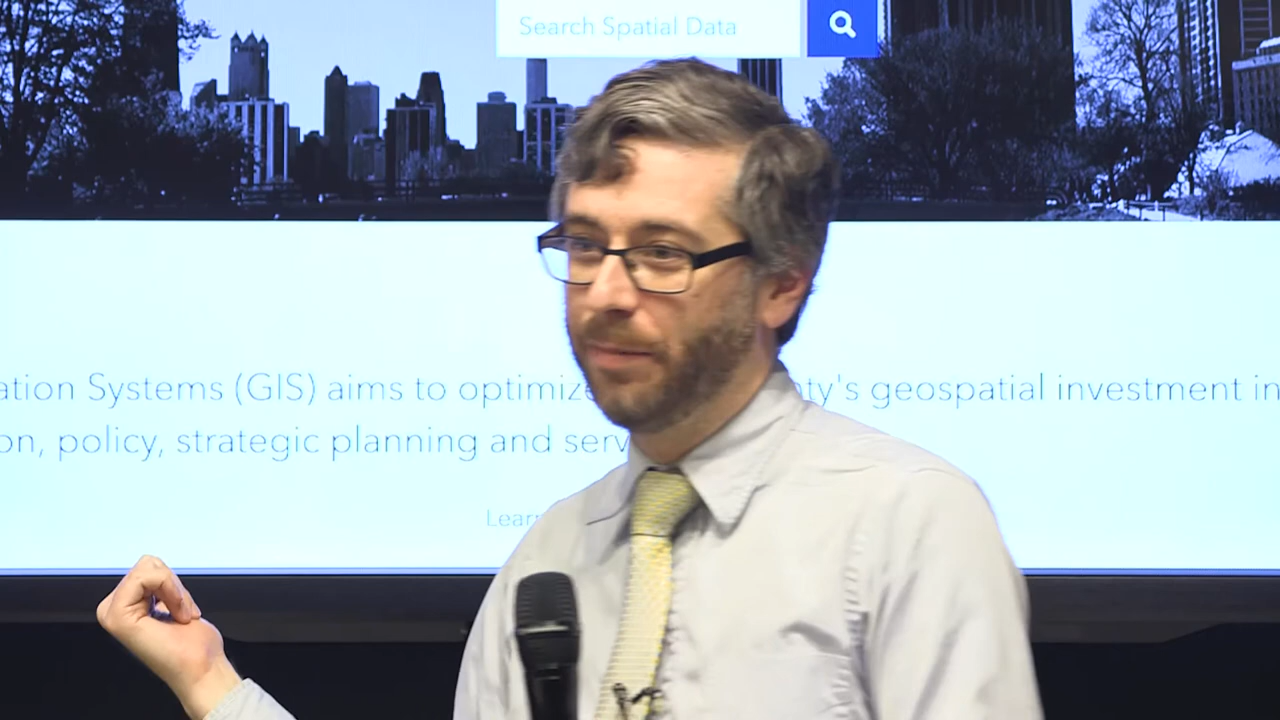 Search Spatial Data
ation Systems (GIS) aims to optimize ty's geospatial investment in
on, policy, strategic planning and serv
Lear